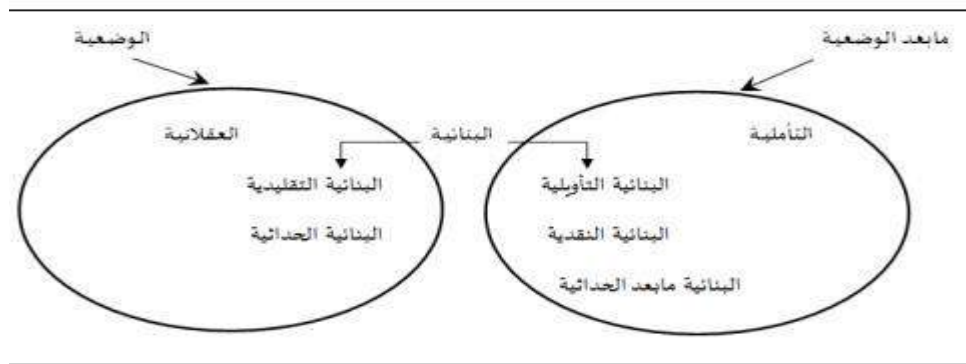 مابعد الوضعية
الوضعية
التأملية
البنائية
العقلانية
البنائية التأويلية
البنائية التقليدية
البنائية النقدية
البنائية الحداثية
البنائية مابعد الحداثية